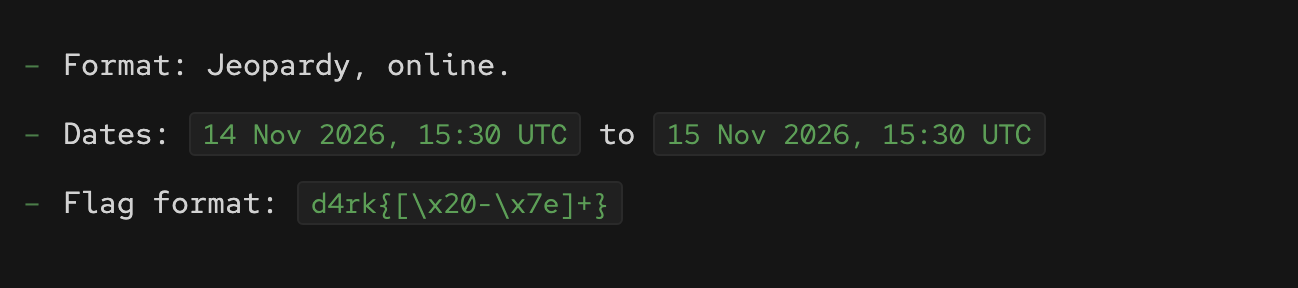 – Format: Jeopardy, online.
– Dates: 14 Nov 2026, 15:30 UTC to 15 Nov 2026, 15:30 UTC
– Flag format: d4rk{[\x20-\x7e]+}